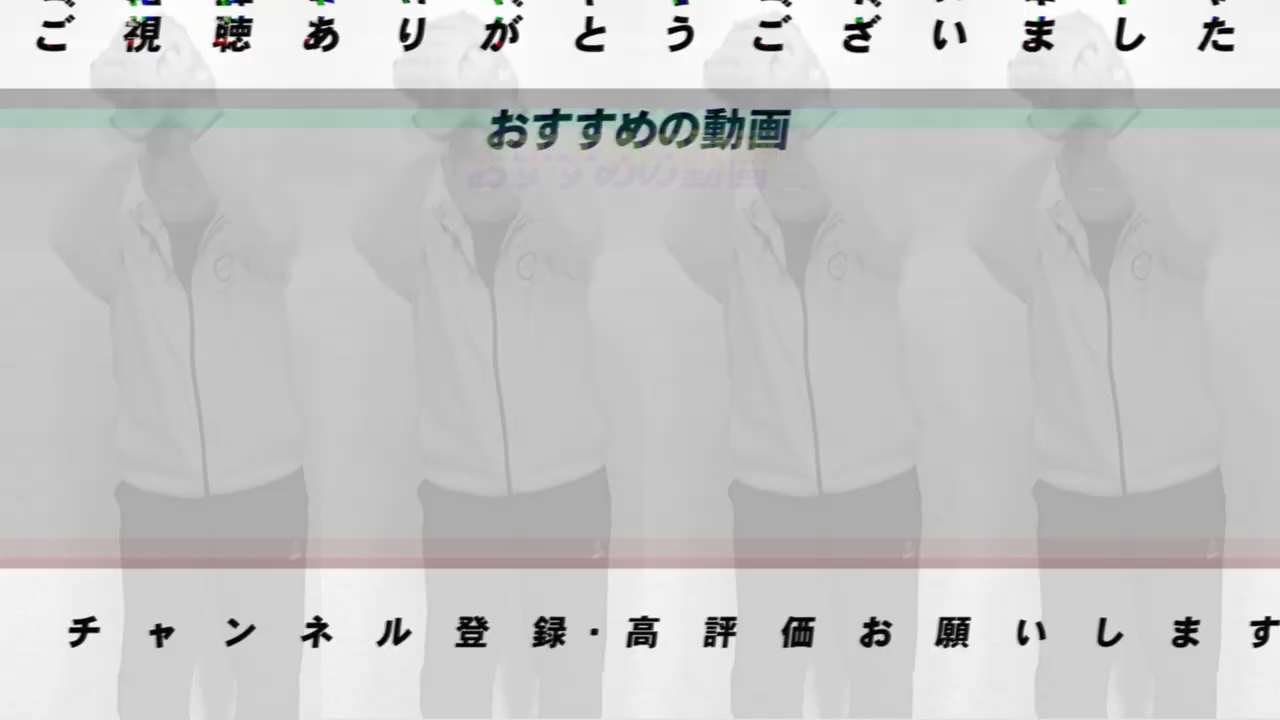 ご視聴ありがとうございました
おすすめの動画
チャンネル登録・高評価お願いします